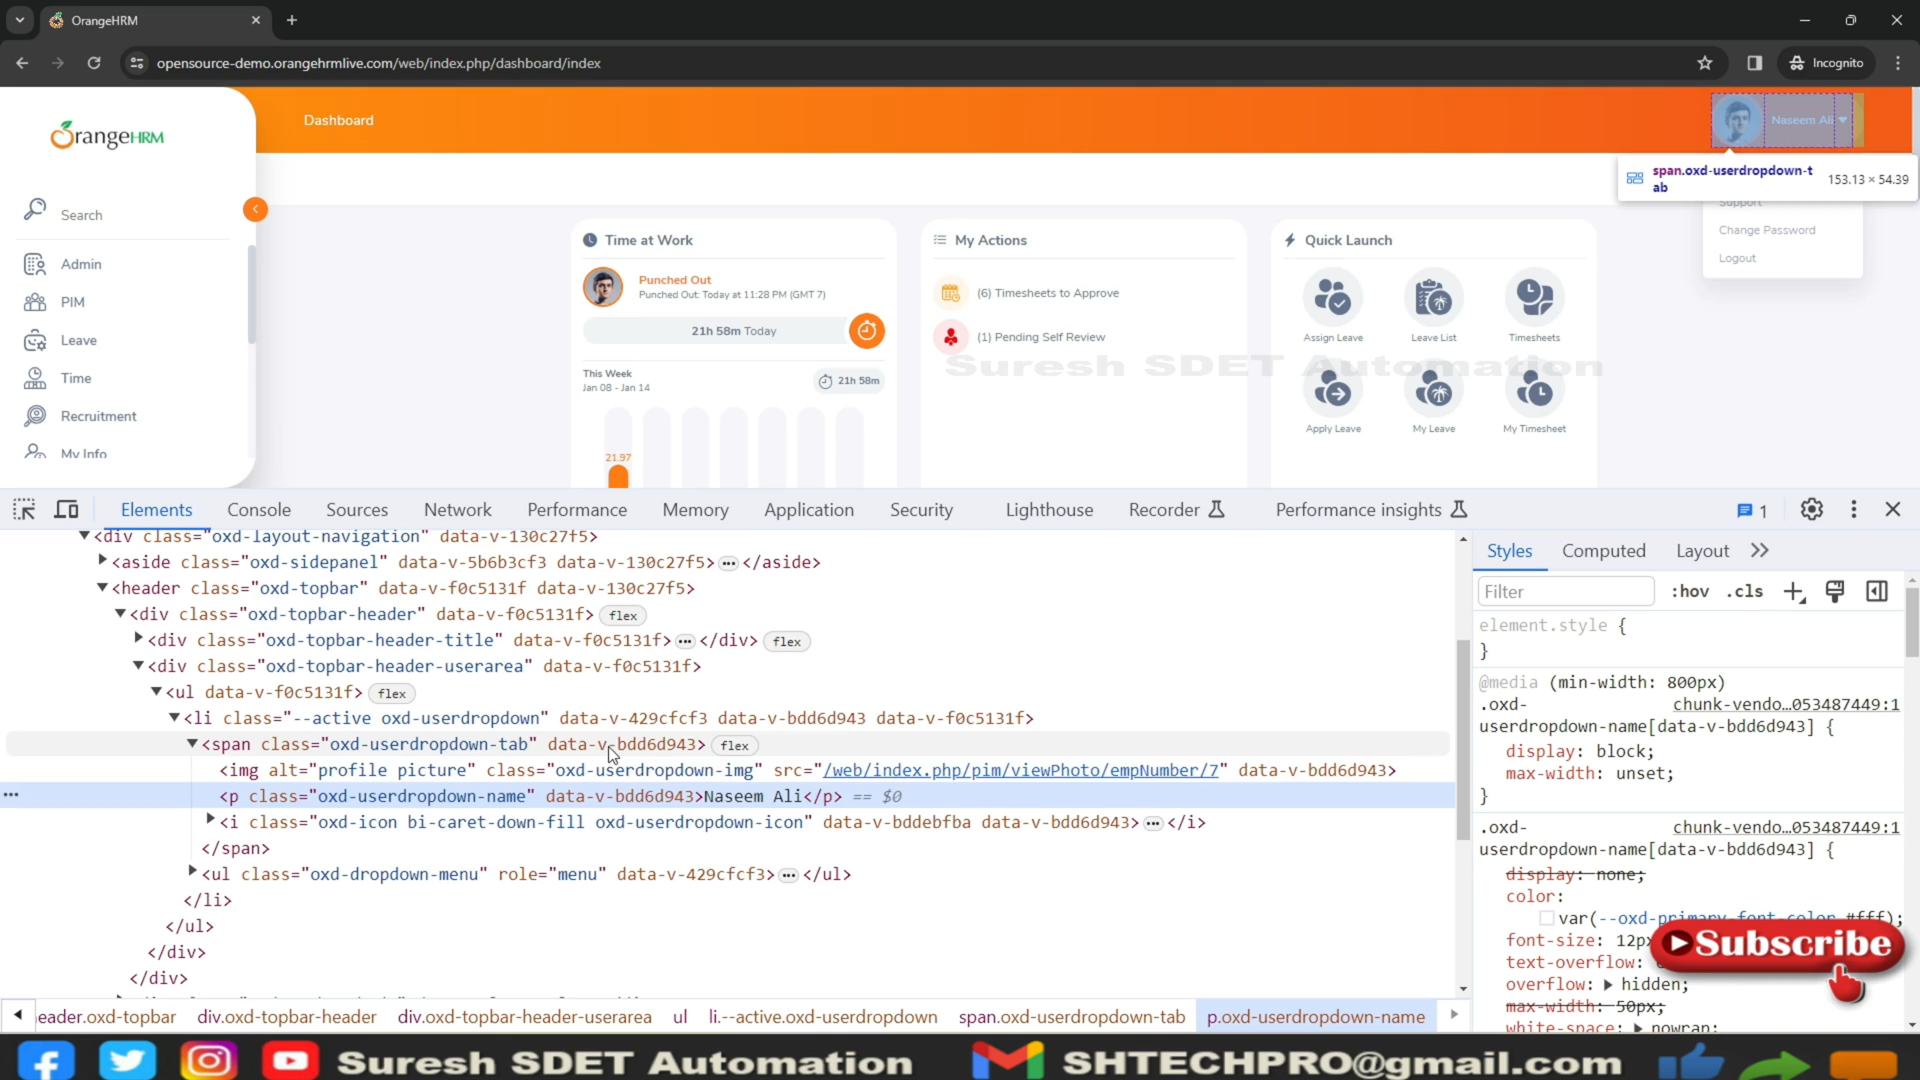 OrangeHRM
opensource-demo.orangehrmlive.com/web/index.php/dashboard/index
Incognito
OrangeHRM
Dashboard
Naseem Ali
span.oxd-userdropdown-t
ab
153.13 × 54.39
Support
Change Password
Logout
Search
Admin
PIM
Leave
Time
Recruitment
My Info
Time at Work
Punched Out
Punched Out: Today at 11:28 PM (GMT 7)
21h 58m Today
This Week
Jan 08 - Jan 14
21h 58m
21.97
My Actions
(6) Timesheets to Approve
(1) Pending Self Review
Quick Launch
Assign Leave
Leave List
Timesheets
Apply Leave
My Leave
My Timesheet
Suresh SDET Automation
Elements Console Sources Network Performance Memory Application Security Lighthouse Recorder Performance insights 1
<div class="oxd-layout-navigation" data-v-130c27f5>
<aside class="oxd-sidepanel" data-v-5b6b3cf3 data-v-130c27f5>…</aside>
<header class="oxd-topbar" data-v-f0c5131f data-v-130c27f5>
<div class="oxd-topbar-header" data-v-f0c5131f> flex
<div class="oxd-topbar-header-title" data-v-f0c5131f>…</div> flex
<div class="oxd-topbar-header-userarea" data-v-f0c5131f>
<ul data-v-f0c5131f> flex
<li class="--active oxd-userdropdown" data-v-429cfcf3 data-v-bdd6d943 data-v-f0c5131f>
<span class="oxd-userdropdown-tab" data-v-bdd6d943> flex
<img alt="profile picture" class="oxd-userdropdown-img" src="/web/index.php/pim/viewPhoto/empNumber/7" data-v-bdd6d943>
<p class="oxd-userdropdown-name" data-v-bdd6d943>Naseem Ali</p> == $0
<i class="oxd-icon bi-caret-down-fill oxd-userdropdown-icon" data-v-bddebfba data-v-bdd6d943>…</i>
</span>
<ul class="oxd-dropdown-menu" role="menu" data-v-429cfcf3>…</ul>
</li>
</ul>
</div>
</div>
eader.oxd-topbar div.oxd-topbar-header div.oxd-topbar-header-userarea ul li.--active.oxd-userdropdown span.oxd-userdropdown-tab p.oxd-userdropdown-name
Styles Computed Layout
Filter :hov .cls
element.style {
}
@media (min-width: 800px)
.oxd- chunk-vendo…053487449:1
userdropdown-name[data-v-bdd6d943] {
display: block;
max-width: unset;
}
.oxd- chunk-vendo…053487449:1
userdropdown-name[data-v-bdd6d943] {
display: none;
color:
var(--oxd-primary-font-color #fff);
font-size: 12px
text-overflow:
overflow: hidden;
max-width: 50px;
white-space: nowrap;
Subscribe
Suresh SDET Automation SHTECHPRO@gmail.com